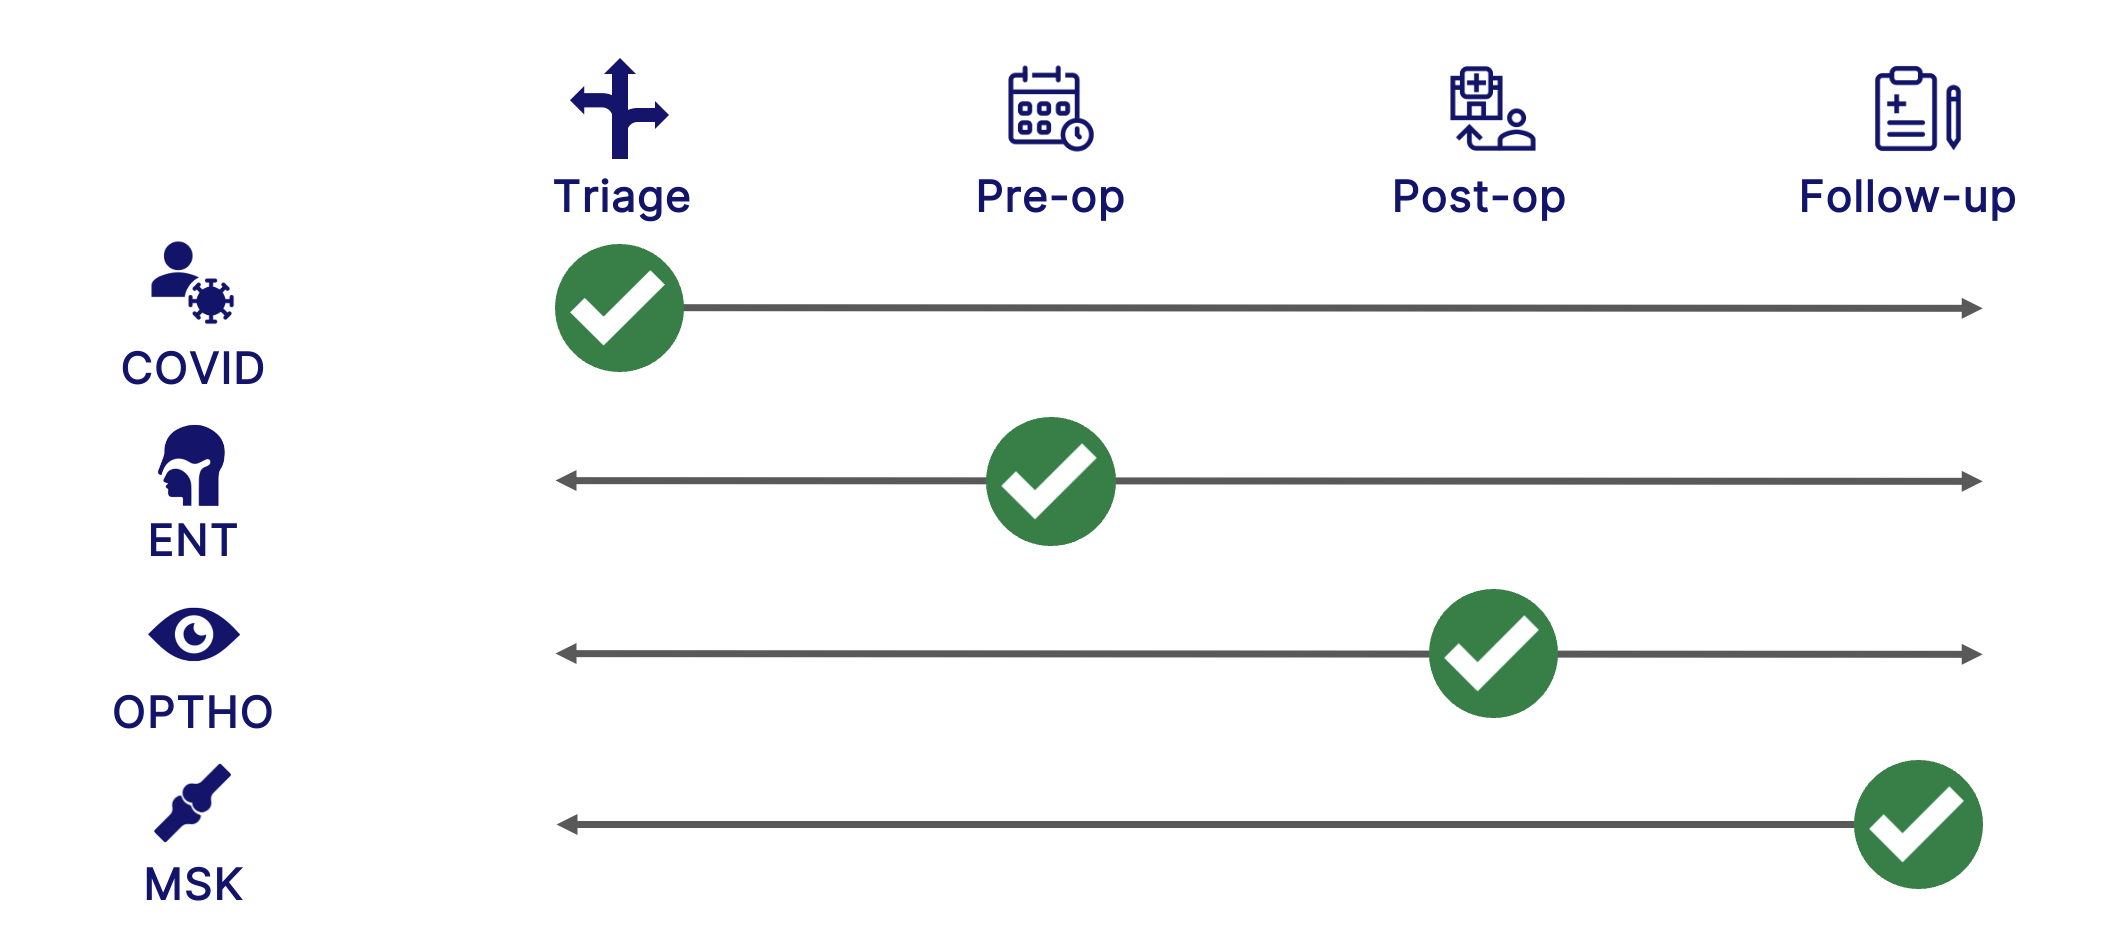 Triage
Pre-op
Post-op
Follow-up
COVID
ENT
OPTHO
MSK